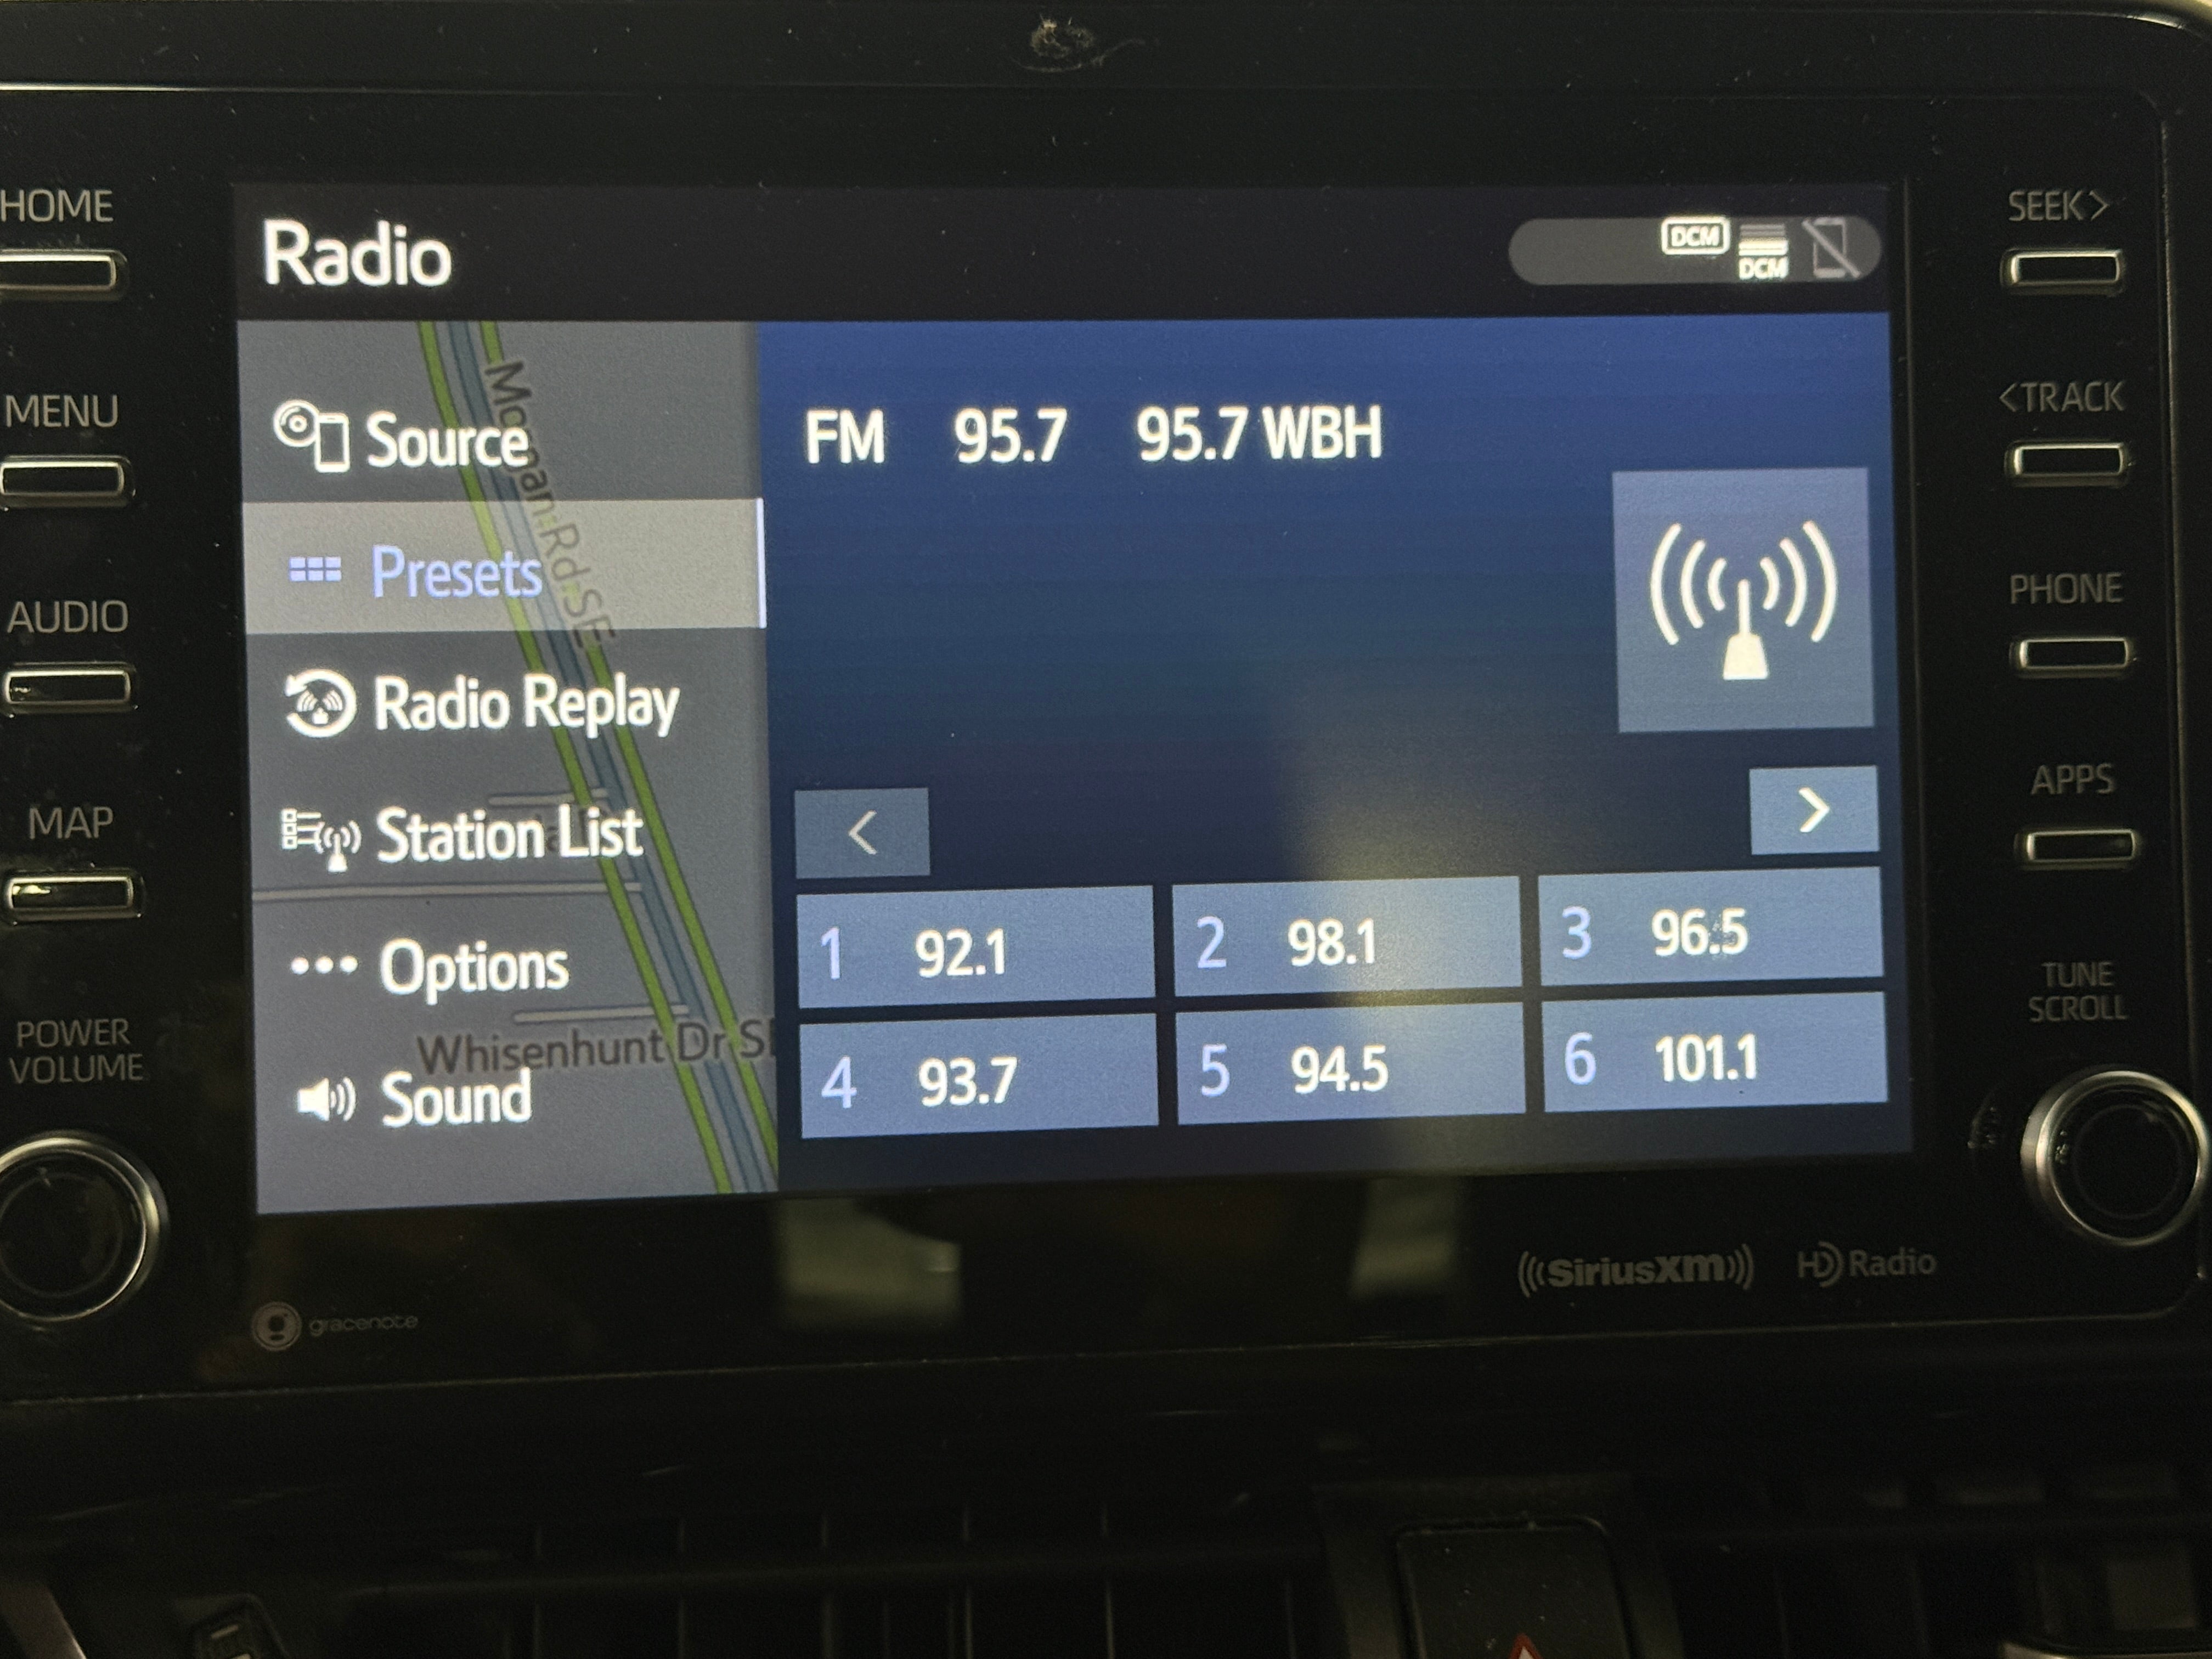 HOME
MENU
AUDIO
MAP
POWER
VOLUME
Radio
DCM
DCM
Source
Presets
Radio Replay
Station List
Options
Sound
Morgan Rd SE
Whisenhunt Dr S
FM 95.7 95.7 WBH
<
>
1 92.1
2 98.1
3 96.5
4 93.7
5 94.5
6 101.1
SEEK>
<TRACK
PHONE
APPS
TUNE
SCROLL
gracenote
SiriusXM
HD Radio